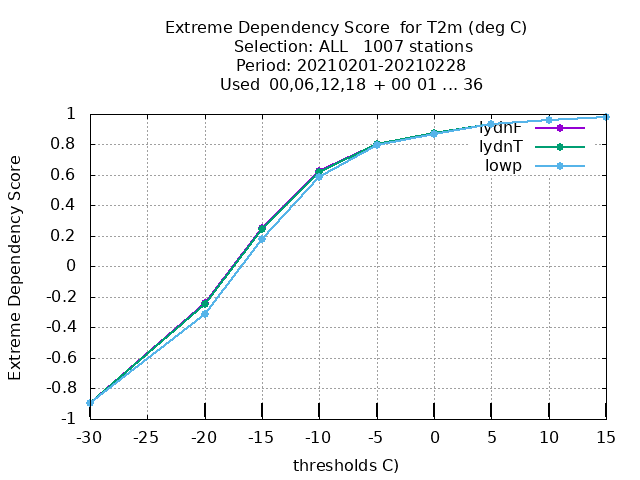 Extreme Dependency Score  for T2m (deg C)
Selection: ALL   1007 stations
Period: 20210201-20210228
Used  00,06,12,18  + 00 01 ... 36
Extreme Dependency Score
1
0.8
0.6
0.4
0.2
0
-0.2
-0.4
-0.6
-0.8
-1
lydnF
lydnT
lowp
-30 -25 -20 -15 -10 -5 0 5 10 15
thresholds C)